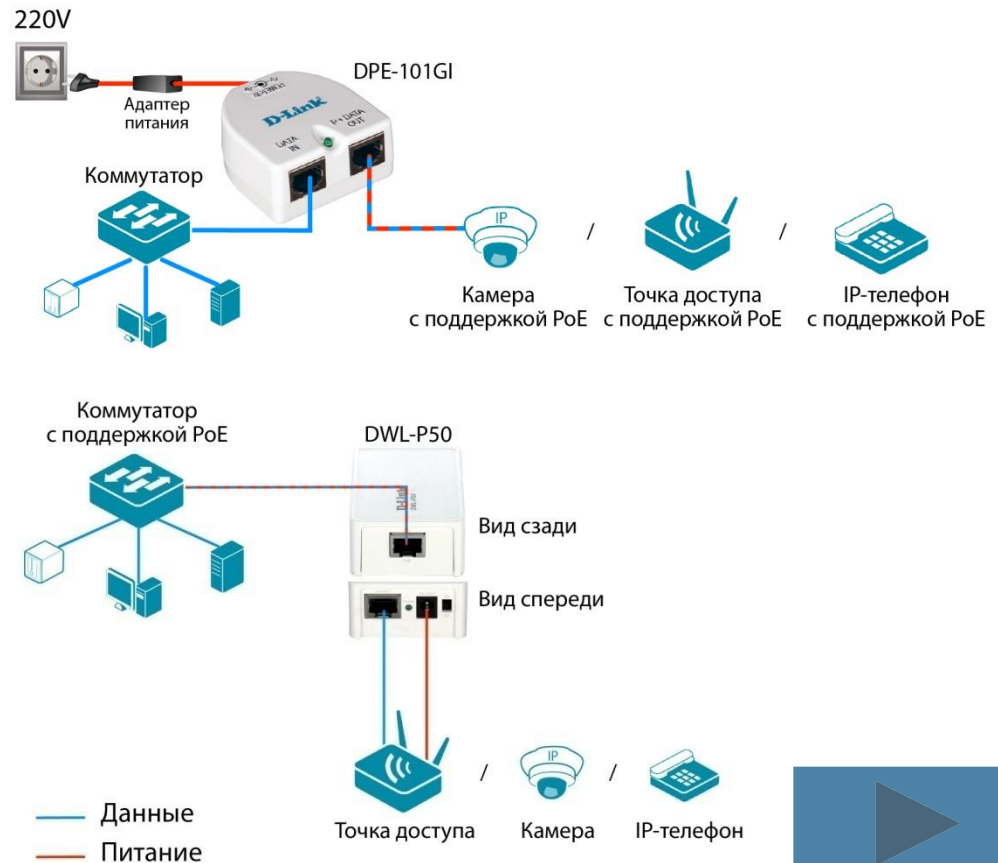 220V
Адаптер
питания
DPE-101GI
D-Link
DATA
IN
P+DATA
OUT
Коммутатор
IP
/
/
Камера
с поддержкой PoE
Точка доступа
с поддержкой PoE
IP-телефон
с поддержкой PoE
Коммутатор
с поддержкой PoE
DWL-P50
D-Link
Вид сзади
Вид спереди
IP
/
/
Точка доступа
Камера
IP-телефон
Данные
Питание